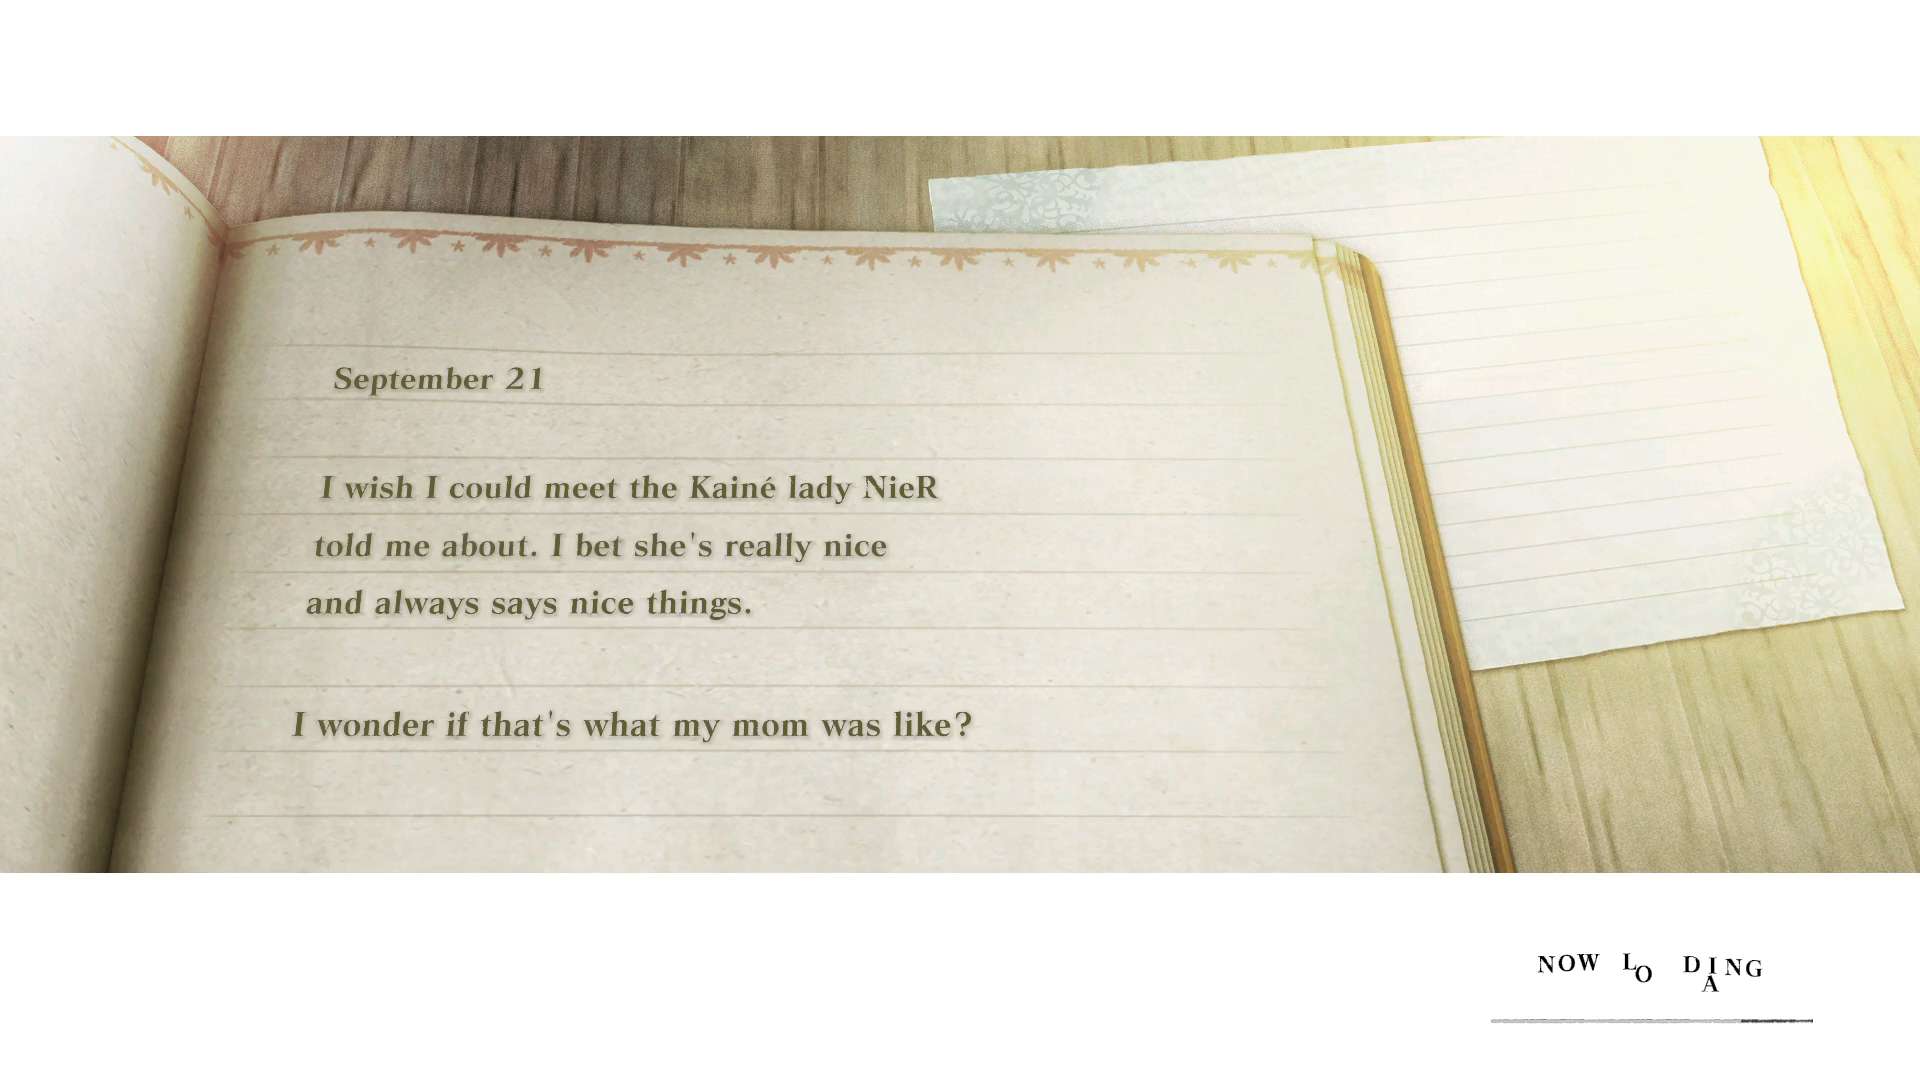 September 21
I wish I could meet the Kainé lady NieR
told me about. I bet she's really nice
and always says nice things.
I wonder if that's what my mom was like?
NOW LOADING